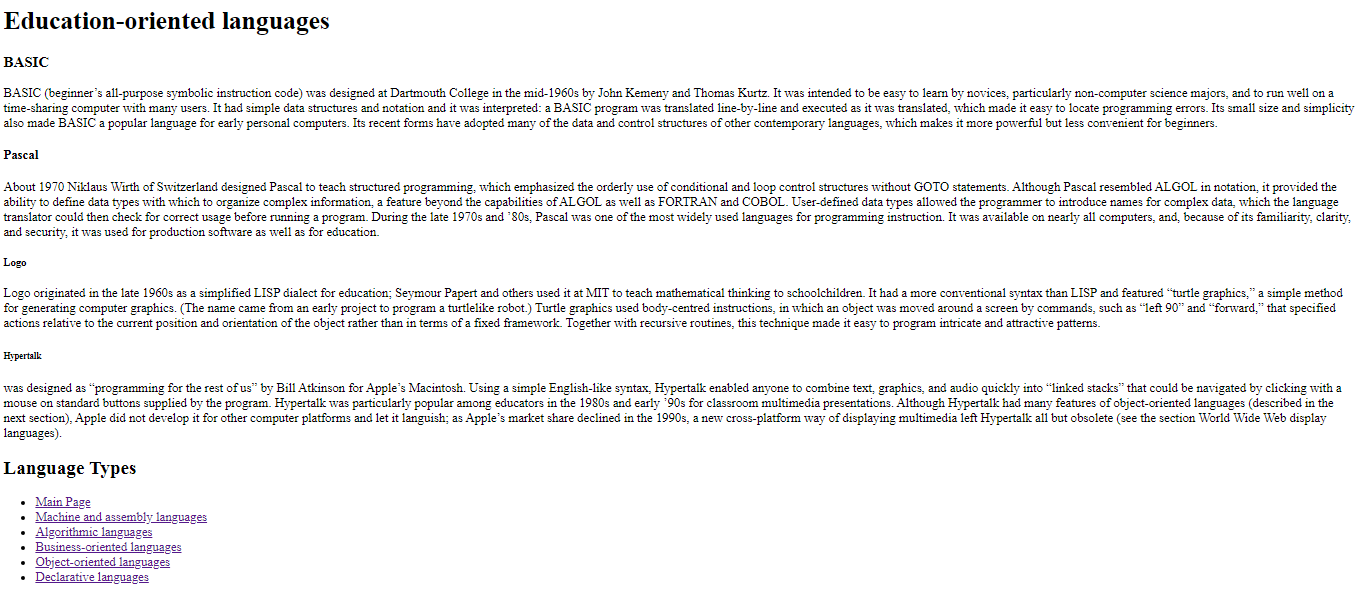 Education-oriented languages
BASIC
BASIC (beginner’s all-purpose symbolic instruction code) was designed at Dartmouth College in the mid-1960s by John Kemeny and Thomas Kurtz. It was intended to be easy to learn by novices, particularly non-computer science majors, and to run well on a
time-sharing computer with many users. It had simple data structures and notation and it was interpreted: a BASIC program was translated line-by-line and executed as it was translated, which made it easy to locate programming errors. Its small size and simplicity
also made BASIC a popular language for early personal computers. Its recent forms have adopted many of the data and control structures of other contemporary languages, which makes it more powerful but less convenient for beginners.
Pascal
About 1970 Niklaus Wirth of Switzerland designed Pascal to teach structured programming, which emphasized the orderly use of conditional and loop control structures without GOTO statements. Although Pascal resembled ALGOL in notation, it provided the
ability to define data types with which to organize complex information, a feature beyond the capabilities of ALGOL as well as FORTRAN and COBOL. User-defined data types allowed the programmer to introduce names for complex data, which the language
translator could then check for correct usage before running a program. During the late 1970s and ’80s, Pascal was one of the most widely used languages for programming instruction. It was available on nearly all computers, and, because of its familiarity, clarity,
and security, it was used for production software as well as for education.
Logo
Logo originated in the late 1960s as a simplified LISP dialect for education; Seymour Papert and others used it at MIT to teach mathematical thinking to schoolchildren. It had a more conventional syntax than LISP and featured “turtle graphics,” a simple method
for generating computer graphics. (The name came from an early project to program a turtlelike robot.) Turtle graphics used body-centred instructions, in which an object was moved around a screen by commands, such as “left 90” and “forward,” that specified
actions relative to the current position and orientation of the object rather than in terms of a fixed framework. Together with recursive routines, this technique made it easy to program intricate and attractive patterns.
Hypertalk
was designed as “programming for the rest of us” by Bill Atkinson for Apple’s Macintosh. Using a simple English-like syntax, Hypertalk enabled anyone to combine text, graphics, and audio quickly into “linked stacks” that could be navigated by clicking with a
mouse on standard buttons supplied by the program. Hypertalk was particularly popular among educators in the 1980s and early ’90s for classroom multimedia presentations. Although Hypertalk had many features of object-oriented languages (described in the
next section), Apple did not develop it for other computer platforms and let it languish; as Apple’s market share declined in the 1990s, a new cross-platform way of displaying multimedia left Hypertalk all but obsolete (see the section World Wide Web display
languages).
Language Types
• Main Page
• Machine and assembly languages
• Algorithmic languages
• Business-oriented languages
• Object-oriented languages
• Declarative languages